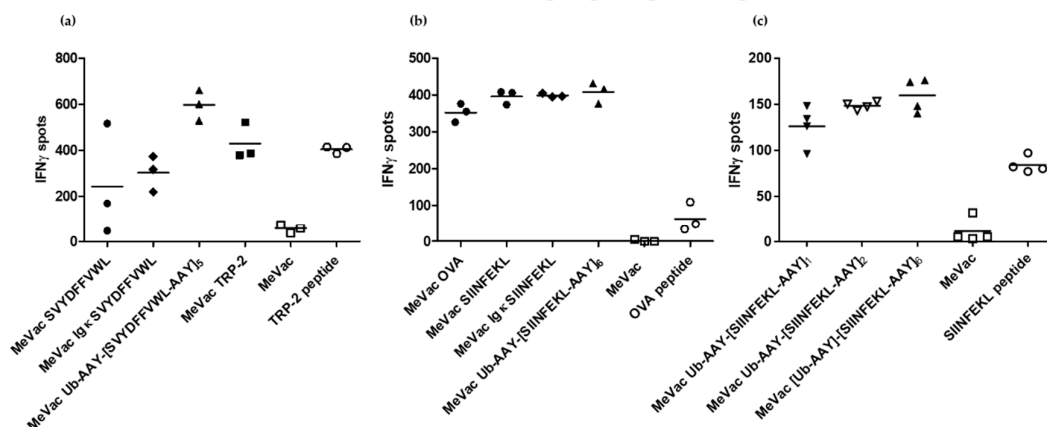 (a)
800
600
400
200
0
IFNγ spots
MeVac SVYDFFVWL
MeVac Ig κ SVYDFFVWL
MeVac Ub-AAY-[SVYDFFVWL-AAY]5
MeVac TRP-2
MeVac
TRP-2 peptide
(b)
500
400
300
200
100
0
IFNγ spots
MeVac OVA
MeVac SIINFEKL
MeVac Ig κ SIINFEKL
MeVac Ub-AAY-[SIINFEKL-AAY]6
MeVac
OVA peptide
(c)
200
150
100
50
0
IFNγ spots
MeVac Ub-AAY-[SIINFEKL-AAY]1
MeVac Ub-AAY-[SIINFEKL-AAY]2
MeVac [Ub-AAY]-[SIINFEKL-AAY]6
MeVac
SIINFEKL peptide